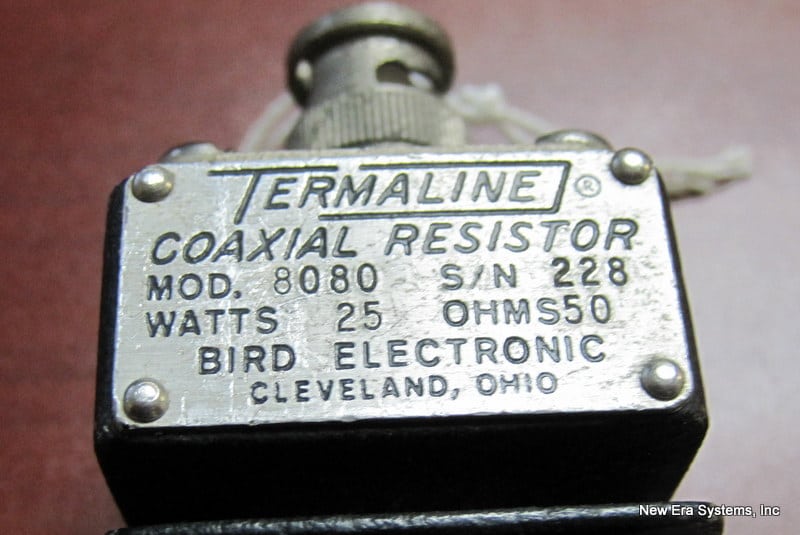 TERMALINE ®
COAXIAL RESISTOR
MOD. 8080 S/N 228
WATTS 25 OHMS50
BIRD ELECTRONIC
CLEVELAND, OHIO
New Era Systems, Inc